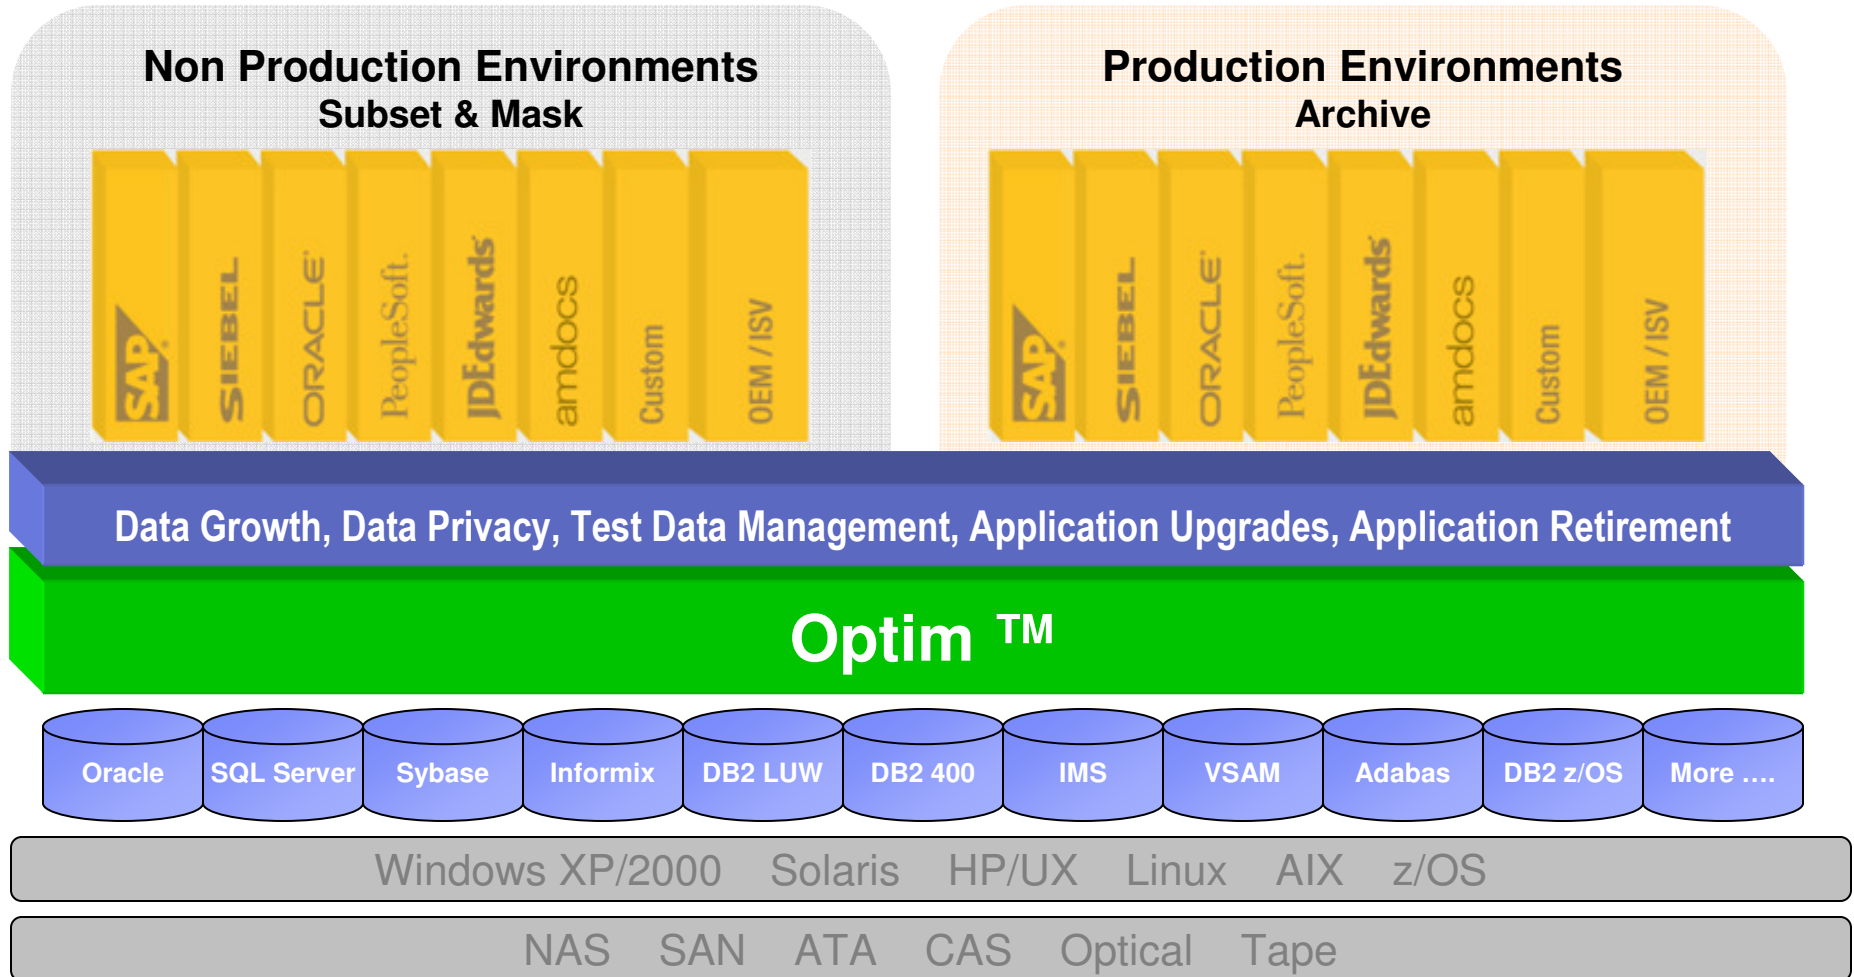 Non Production Environments
Subset & Mask
SAP®
SIEBEL
ORACLE®
PeopleSoft.
JDEdwards
amdocs
Custom
OEM / ISV
Production Environments
Archive
SAP®
SIEBEL
ORACLE®
PeopleSoft.
JDEdwards
amdocs
Custom
OEM / ISV
Data Growth, Data Privacy, Test Data Management, Application Upgrades, Application Retirement
Optim ™
Oracle
SQL Server
Sybase
Informix
DB2 LUW
DB2 400
IMS
VSAM
Adabas
DB2 z/OS
More ....
Windows XP/2000 Solaris HP/UX Linux AIX z/OS
NAS SAN ATA CAS Optical Tape